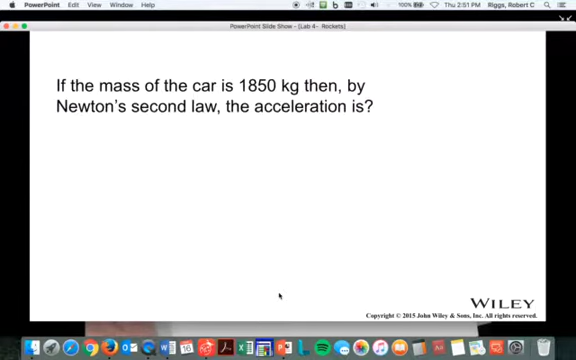 PowerPoint File Edit View Window Help 100% Thu 2:51 PM Riggs, Robert C
PowerPoint Slide Show - [Lab 4- Rockets]
If the mass of the car is 1850 kg then, by
Newton's second law, the acceleration is?
WILEY
Copyright © 2015 John Wiley & Sons, Inc. All rights reserved.